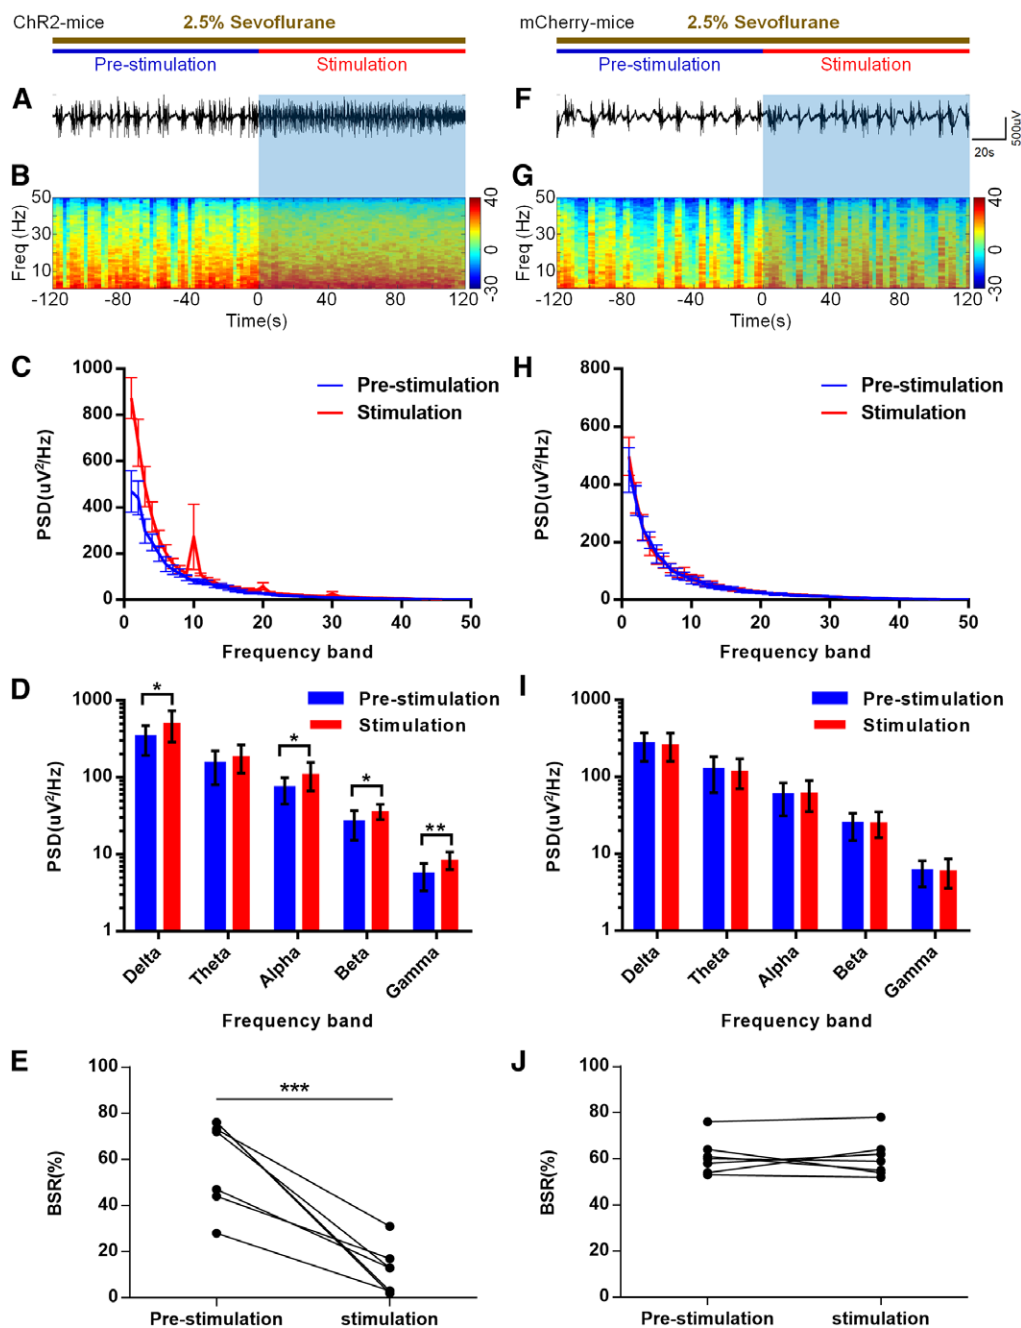 ChR2-mice 2.5% Sevoflurane
Pre-stimulation Stimulation
A
B
50
30
10
Freq (Hz)
40
0
-30
-120 -80 -40 0 40 80 120
Time(s)
C
1000
800
600
400
200
0
PSD(uV²/Hz)
Pre-stimulation
Stimulation
0 10 20 30 40 50
Frequency band
D
1000
100
10
1
PSD(uV²/Hz)
Pre-stimulation
Stimulation
* * * **
Delta Theta Alpha Beta Gamma
Frequency band
E
100
80
60
40
20
0
BSR(%)
***
Pre-stimulation stimulation
mCherry-mice 2.5% Sevoflurane
Pre-stimulation Stimulation
F
500uV
20s
G
50
30
10
Freq (Hz)
40
0
-30
-120 -80 -40 0 40 80 120
Time(s)
H
800
600
400
200
0
PSD(uV²/Hz)
Pre-stimulation
Stimulation
0 10 20 30 40 50
Frequency band
I
1000
100
10
1
PSD(uV²/Hz)
Pre-stimulation
Stimulation
Delta Theta Alpha Beta Gamma
Frequency band
J
100
80
60
40
20
0
BSR(%)
Pre-stimulation stimulation